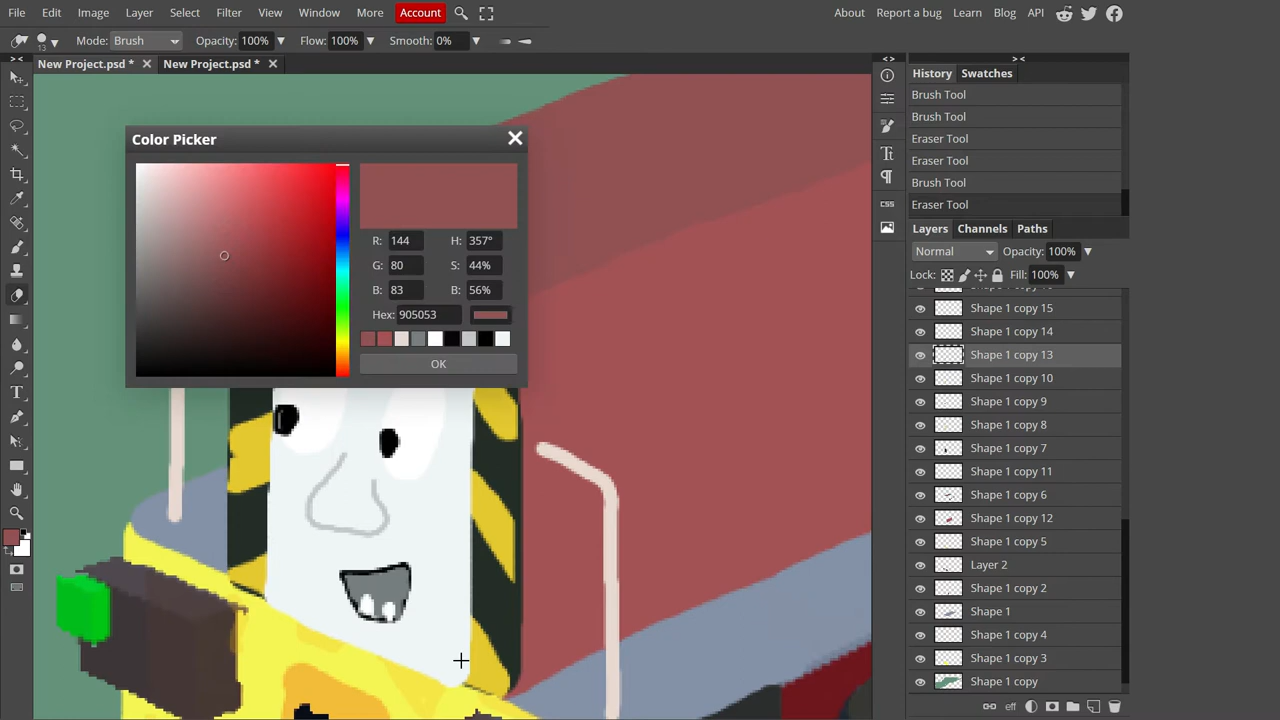 File Edit Image Layer Select Filter View Window More Account About Report a bug Learn Blog API
13 Mode: Brush Opacity: 100% Flow: 100% Smooth: 0%
New Project.psd * New Project.psd *
History Swatches
Brush Tool
Brush Tool
Eraser Tool
Eraser Tool
Brush Tool
Eraser Tool
Color Picker
R: 144 H: 357°
G: 80 S: 44%
B: 83 B: 56%
Hex: 905053
OK
CSS
Layers Channels Paths
Normal Opacity: 100%
Lock: Fill: 100%
Shape 1 copy 15
Shape 1 copy 14
Shape 1 copy 13
Shape 1 copy 10
Shape 1 copy 9
Shape 1 copy 8
Shape 1 copy 7
Shape 1 copy 11
Shape 1 copy 6
Shape 1 copy 12
Shape 1 copy 5
Layer 2
Shape 1 copy 2
Shape 1
Shape 1 copy 4
Shape 1 copy 3
Shape 1 copy
eff